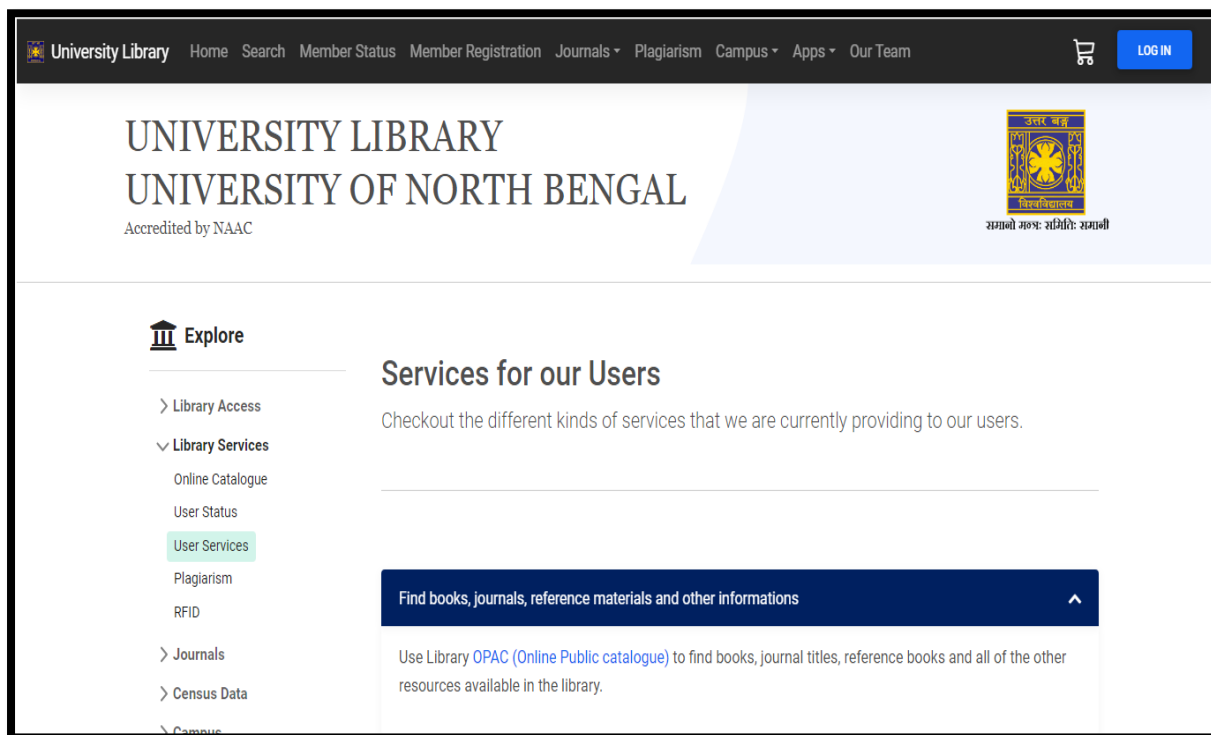 University Library Home Search Member Status Member Registration Journals Plagiarism Campus Apps Our Team LOG IN
UNIVERSITY LIBRARY
UNIVERSITY OF NORTH BENGAL
Accredited by NAAC
उत्तर बङ्ग
विश्वविद्यालय
समानो मन्त्रः समितिः समानी
Explore
Library Access
Library Services
Online Catalogue
User Status
User Services
Plagiarism
RFID
Journals
Census Data
Campus
Services for our Users
Checkout the different kinds of services that we are currently providing to our users.
Find books, journals, reference materials and other informations
Use Library OPAC (Online Public catalogue) to find books, journal titles, reference books and all of the other
resources available in the library.